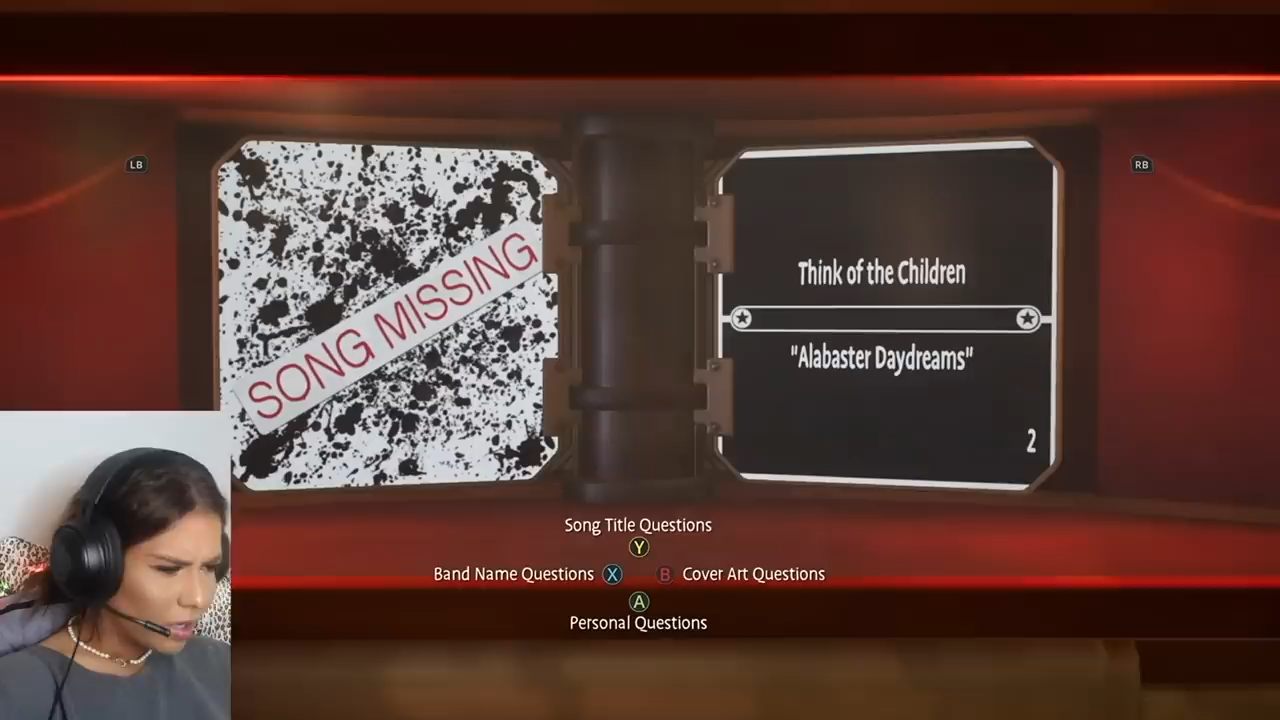 LB
RB
SONG MISSING
Think of the Children
"Alabaster Daydreams"
2
Song Title Questions
Y
Band Name Questions X B Cover Art Questions
A
Personal Questions